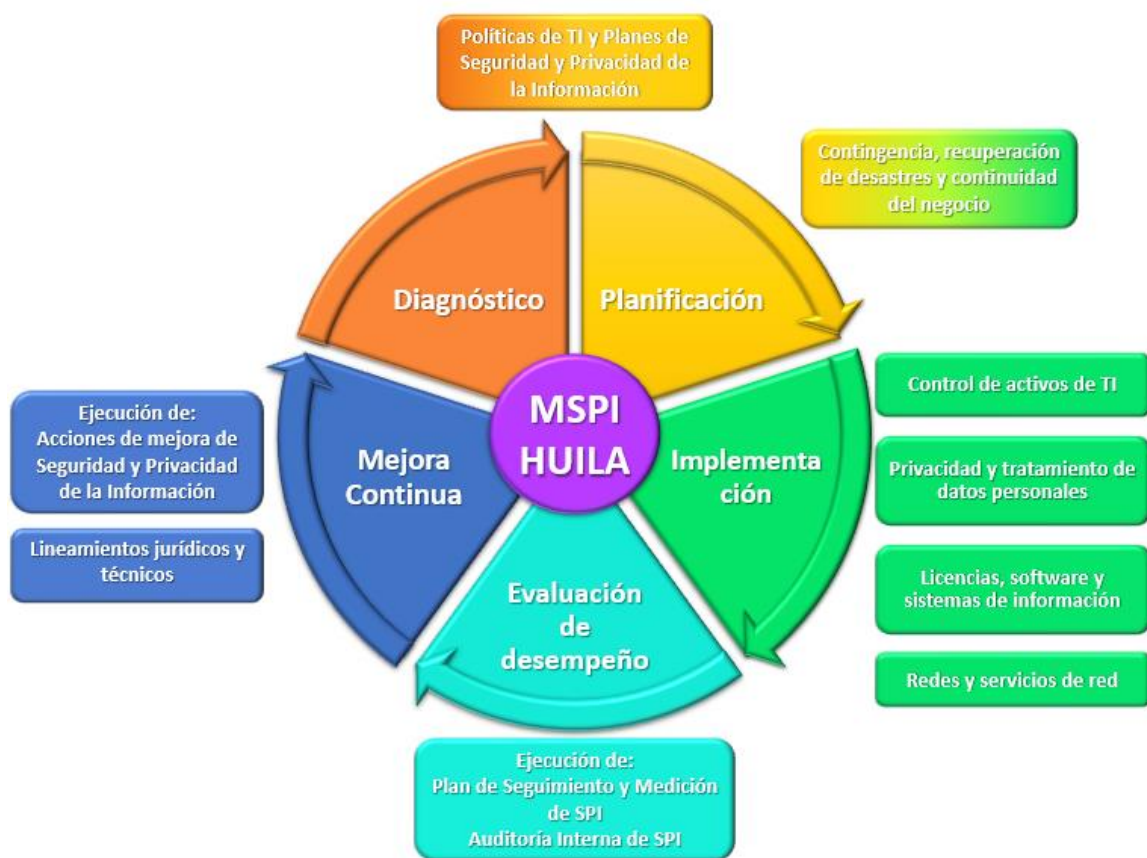 Políticas de TI y Planes de
Seguridad y Privacidad de
la Información
Contingencia, recuperación
de desastres y continuidad
del negocio
Diagnóstico
Planificación
MSPI
HUILA
Control de activos de TI
Privacidad y tratamiento de
datos personales
Implementa
ción
Licencias, software y
sistemas de información
Redes y servicios de red
Evaluación
de
desempeño
Ejecución de:
Plan de Seguimiento y Medición
de SPI
Auditoría Interna de SPI
Mejora
Continua
Ejecución de:
Acciones de mejora de
Seguridad y Privacidad
de la Información
Lineamientos jurídicos y
técnicos